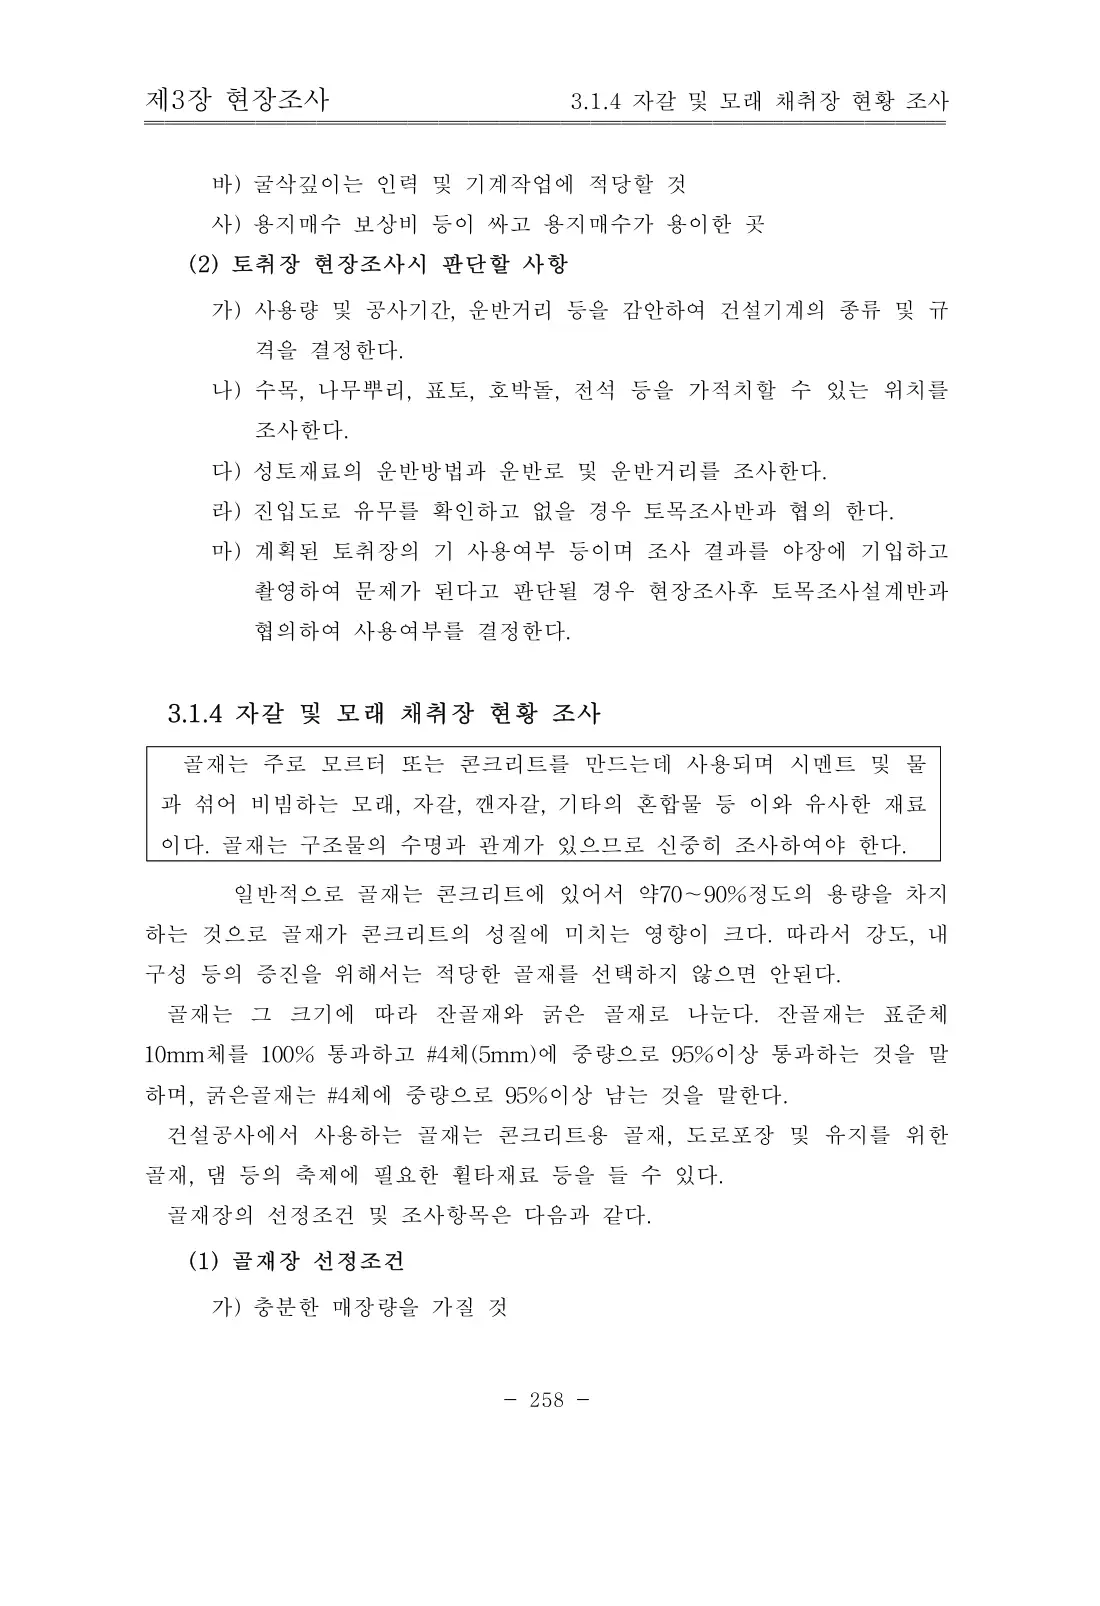 제3장 현장조사 3.1.4 자갈 및 모래 채취장 현황 조사
바) 굴삭깊이는 인력 및 기계작업에 적당할 것
사) 용지매수 보상비 등이 싸고 용지매수가 용이한 곳
(2) 토취장 현장조사시 판단할 사항
가) 사용량 및 공사기간, 운반거리 등을 감안하여 건설기계의 종류 및 규
격을 결정한다.
나) 수목, 나무뿌리, 표토, 호박돌, 전석 등을 가적치할 수 있는 위치를
조사한다.
다) 성토재료의 운반방법과 운반로 및 운반거리를 조사한다.
라) 진입도로 유무를 확인하고 없을 경우 토목조사반과 협의 한다.
마) 계획된 토취장의 기 사용여부 등이며 조사 결과를 야장에 기입하고
촬영하여 문제가 된다고 판단될 경우 현장조사후 토목조사설계반과
협의하여 사용여부를 결정한다.
3.1.4 자갈 및 모래 채취장 현황 조사
골재는 주로 모르터 또는 콘크리트를 만드는데 사용되며 시멘트 및 물
과 섞어 비빔하는 모래, 자갈, 깬자갈, 기타의 혼합물 등 이와 유사한 재료
이다. 골재는 구조물의 수명과 관계가 있으므로 신중히 조사하여야 한다.
일반적으로 골재는 콘크리트에 있어서 약70~90%정도의 용량을 차지
하는 것으로 골재가 콘크리트의 성질에 미치는 영향이 크다. 따라서 강도, 내
구성 등의 증진을 위해서는 적당한 골재를 선택하지 않으면 안된다.
골재는 그 크기에 따라 잔골재와 굵은 골재로 나눈다. 잔골재는 표준체
10mm체를 100% 통과하고 #4체(5mm)에 중량으로 95%이상 통과하는 것을 말
하며, 굵은골재는 #4체에 중량으로 95%이상 남는 것을 말한다.
건설공사에서 사용하는 골재는 콘크리트용 골재, 도로포장 및 유지를 위한
골재, 댐 등의 축제에 필요한 휠타재료 등을 들 수 있다.
골재장의 선정조건 및 조사항목은 다음과 같다.
(1) 골재장 선정조건
가) 충분한 매장량을 가질 것
- 258 -